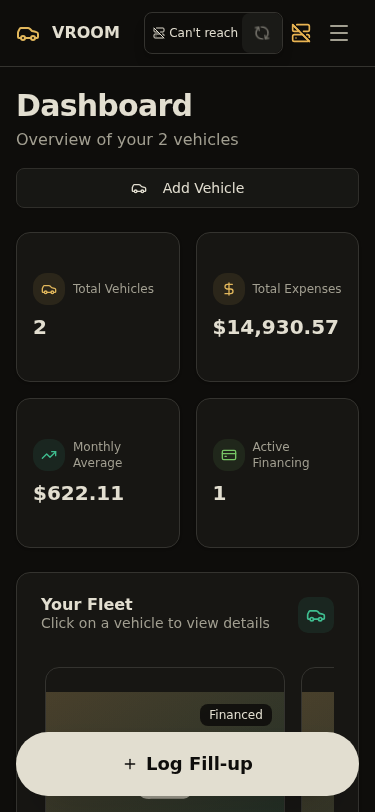 VROOM
Can't reach
Dashboard
Overview of your 2 vehicles
Add Vehicle
Total Vehicles
2
Total Expenses
$14,930.57
Monthly
Average
$622.11
Active
Financing
1
Your Fleet
Click on a vehicle to view details
Financed
+ Log Fill-up